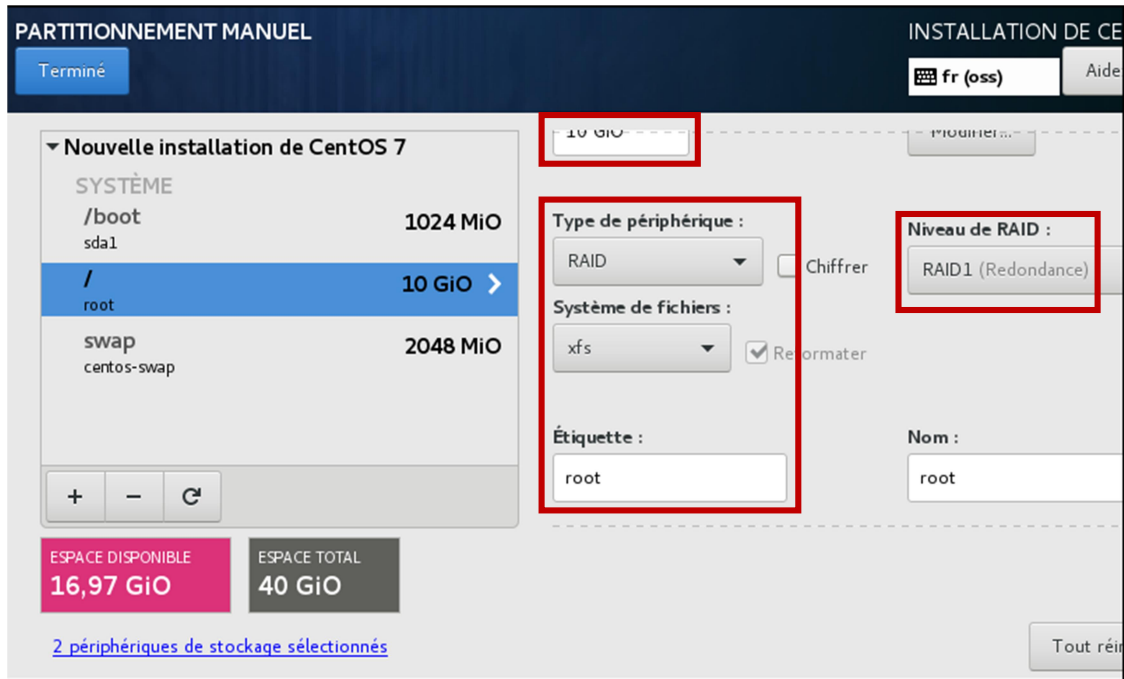 PARTITIONNEMENT MANUEL
INSTALLATION DE CE
Terminé
fr (oss)
Aide
Nouvelle installation de CentOS 7
SYSTÈME
/boot
1024 MiO
sda1
/
10 GiO
root
swap
2048 MiO
centos-swap
+ −
10 GiO
Modifier...
Type de périphérique :
Niveau de RAID :
RAID
Chiffrer
RAID1 (Redondance)
Système de fichiers :
xfs
Reformater
Étiquette :
Nom :
root
root
ESPACE DISPONIBLE
16,97 GiO
ESPACE TOTAL
40 GiO
2 périphériques de stockage sélectionnés
Tout réin